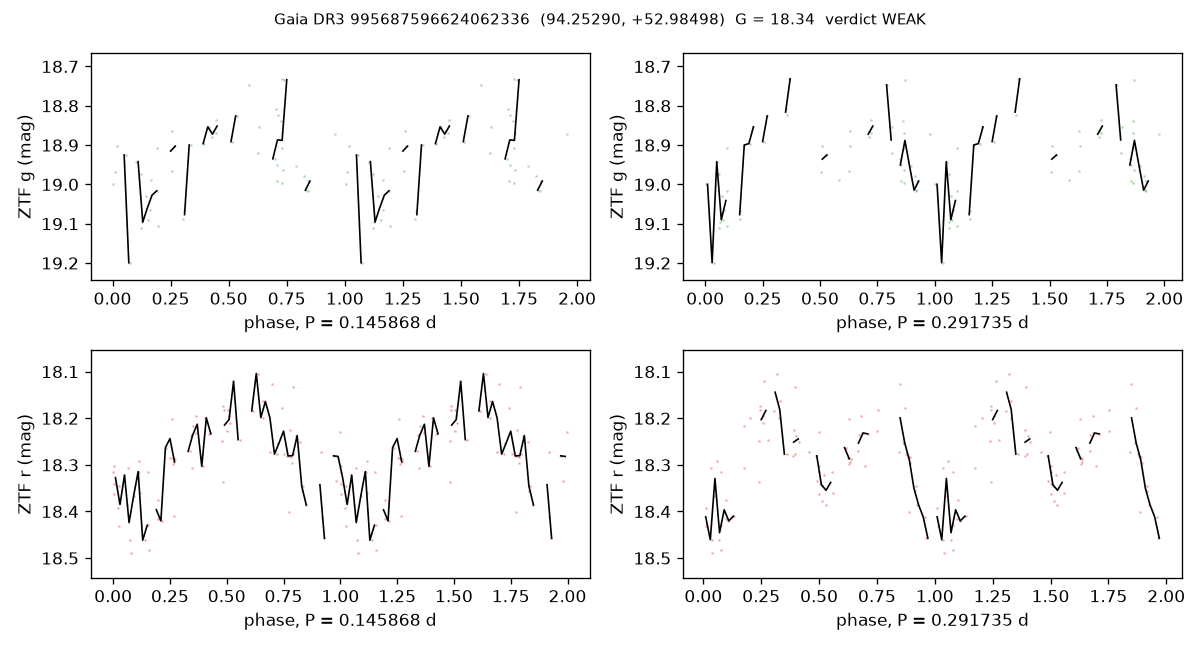 Gaia DR3 995687596624062336  (94.25290, +52.98498)  G = 18.34  verdict WEAK
ZTF g (mag)
18.7
18.8
18.9
19.0
19.1
19.2
0.00 0.25 0.50 0.75 1.00 1.25 1.50 1.75 2.00
phase, P = 0.145868 d
ZTF g (mag)
18.7
18.8
18.9
19.0
19.1
19.2
0.00 0.25 0.50 0.75 1.00 1.25 1.50 1.75 2.00
phase, P = 0.291735 d
ZTF r (mag)
18.1
18.2
18.3
18.4
18.5
0.00 0.25 0.50 0.75 1.00 1.25 1.50 1.75 2.00
phase, P = 0.145868 d
ZTF r (mag)
18.1
18.2
18.3
18.4
18.5
0.00 0.25 0.50 0.75 1.00 1.25 1.50 1.75 2.00
phase, P = 0.291735 d